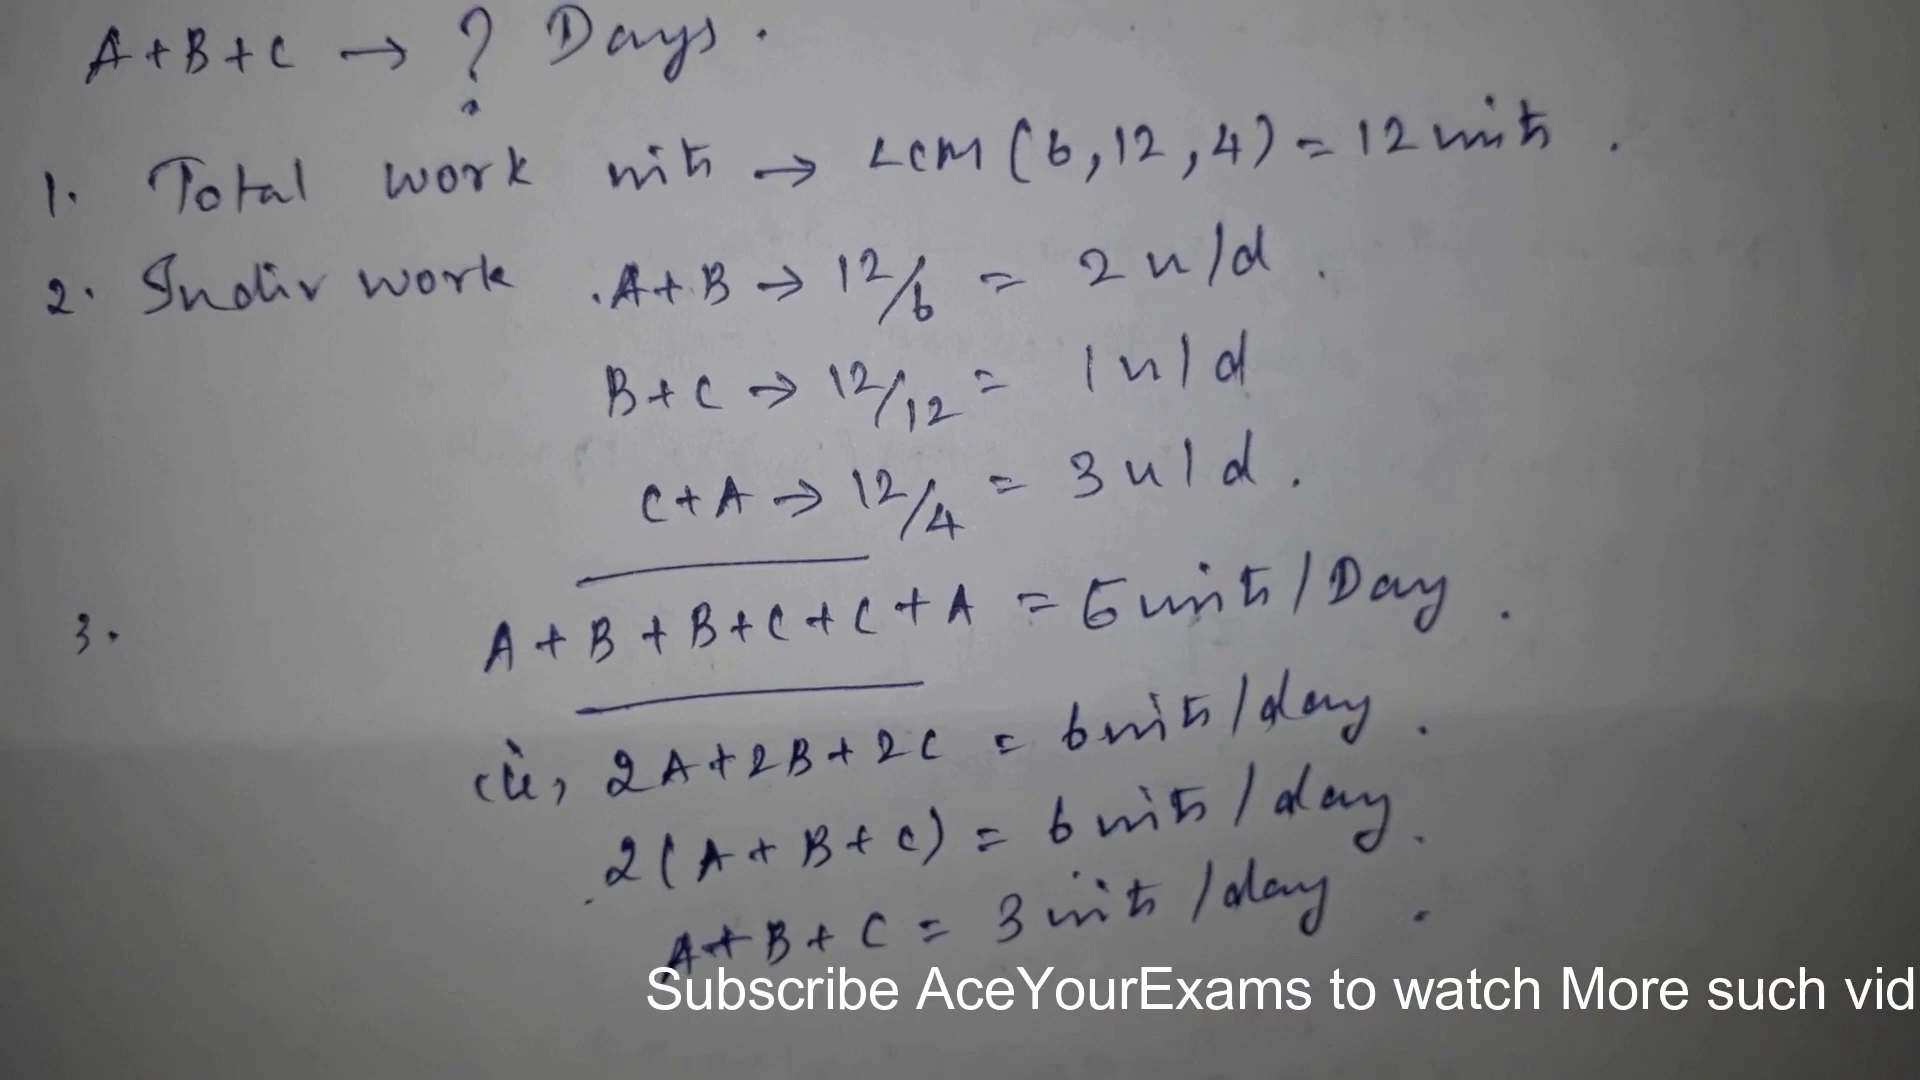 A+B+C → ? Days.
1. Total work units → LCM (6,12,4) = 12 units.
2. Indiv work . A+B → 12/6 = 2 u/d.
B+C → 12/12 = 1 u/d
C+A → 12/4 = 3 u/d.
3. A+B+B+C+C+A = 6 units/Day.
(ie, 2A+2B+2C = 6 units/day.
2(A+B+C) = 6 units/day.
A+B+C = 3 units/day.
Subscribe AceYourExams to watch More such vid